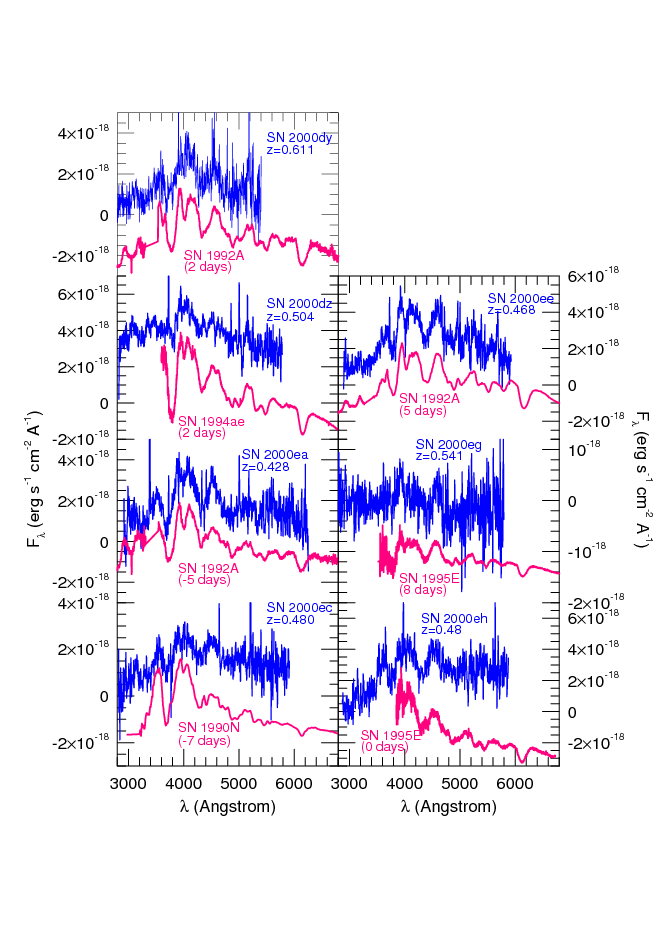 4×10⁻¹⁸
2×10⁻¹⁸
0
-2×10⁻¹⁸
SN 2000dy
z=0.611
SN 1992A
(2 days)
6×10⁻¹⁸
4×10⁻¹⁸
2×10⁻¹⁸
0
-2×10⁻¹⁸
SN 2000dz
z=0.504
SN 1994ae
(2 days)
6×10⁻¹⁸
4×10⁻¹⁸
2×10⁻¹⁸
0
-2×10⁻¹⁸
SN 2000ee
z=0.468
SN 1992A
(5 days)
4×10⁻¹⁸
2×10⁻¹⁸
0
-2×10⁻¹⁸
SN 2000ea
z=0.428
SN 1992A
(-5 days)
10⁻¹⁸
0
-10⁻¹⁸
-2×10⁻¹⁸
SN 2000eg
z=0.541
SN 1995E
(8 days)
4×10⁻¹⁸
2×10⁻¹⁸
0
-2×10⁻¹⁸
SN 2000ec
z=0.480
SN 1990N
(-7 days)
6×10⁻¹⁸
4×10⁻¹⁸
2×10⁻¹⁸
0
-2×10⁻¹⁸
SN 2000eh
z=0.48
SN 1995E
(0 days)
3000 4000 5000 6000
3000 4000 5000 6000
λ (Angstrom)
λ (Angstrom)
F_λ (erg s⁻¹ cm⁻² A⁻¹)
F_λ (erg s⁻¹ cm⁻² A⁻¹)